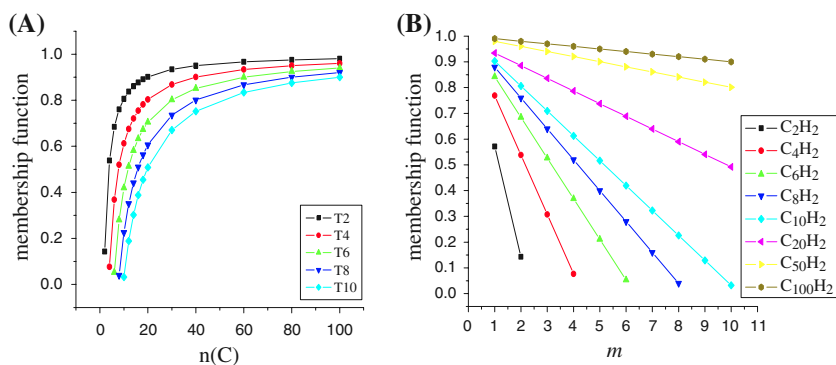 (A)
membership function
1.0
0.8
0.6
0.4
0.2
0.0
0 20 40 60 80 100
n(C)
T2
T4
T6
T8
T10
(B)
membership function
1.0
0.9
0.8
0.7
0.6
0.5
0.4
0.3
0.2
0.1
0.0
0 1 2 3 4 5 6 7 8 9 10 11
m
C₂H₂
C₄H₂
C₆H₂
C₈H₂
C₁₀H₂
C₂₀H₂
C₅₀H₂
C₁₀₀H₂